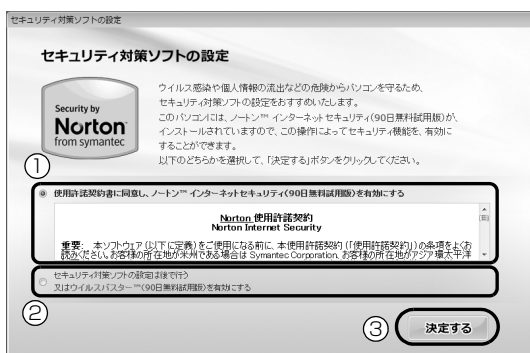 セキュリティ対策ソフトの設定
セキュリティ対策ソフトの設定
Security by
Norton
from symantec
ウイルス感染や個人情報の流出などの危険からパソコンを守るため、
セキュリティ対策ソフトの設定をおすすめいたします。
このパソコンには、ノートン™ インターネットセキュリティ(90日無料試用版)が、
インストールされていますので、この操作によってセキュリティ機能を、有効に
することができます。
以下のどちらかを選択して、「決定する」ボタンをクリックしてください。
①
使用許諾契約書に同意し、ノートン™ インターネットセキュリティ(90日無料試用版)を有効にする
Norton 使用許諾契約
Norton Internet Security
重要: 本ソフトウェア(以下に定義)をご使用になる前に、本使用許諾契約(「使用許諾契約」)の条項をよくお
読みください。お客様の所在地が米州である場合は Symantec Corporation、お客様の所在地がアジア環太平洋
セキュリティ対策ソフトの設定は後で行う
又はウイルスバスター™(90日無料試用版)を有効にする
②
③
決定する